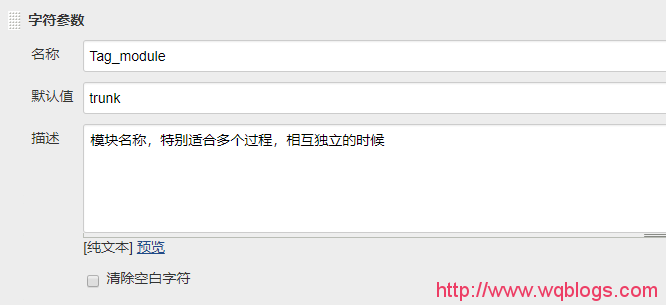 字符参数
名称 Tag_module
默认值 trunk
描述 模块名称，特别适合多个过程，相互独立的时候
[纯文本] 预览
清除空白字符
http://www.wqblogs.com